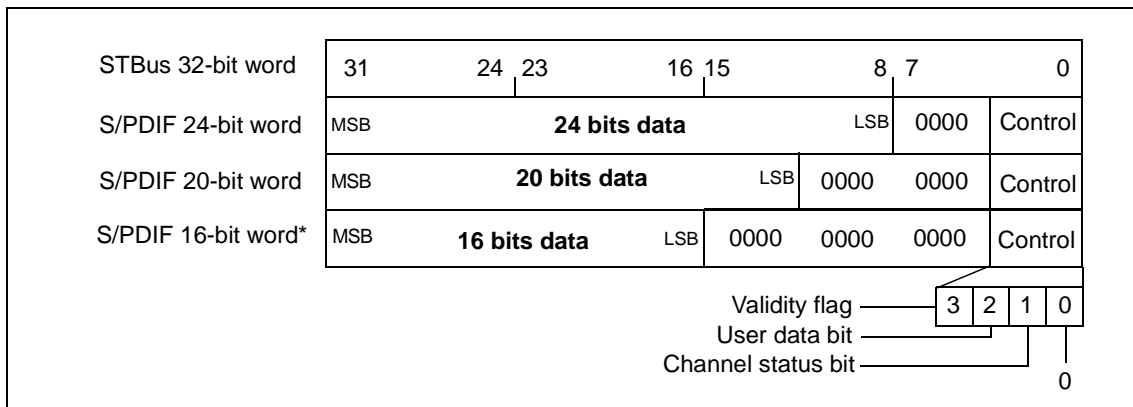 STBus 32-bit word 31 24 23 16 15 8 7 0
S/PDIF 24-bit word MSB 24 bits data LSB 0000 Control
S/PDIF 20-bit word MSB 20 bits data LSB 0000 0000 Control
S/PDIF 16-bit word* MSB 16 bits data LSB 0000 0000 0000 Control
Validity flag 3 2 1 0
User data bit
Channel status bit
0